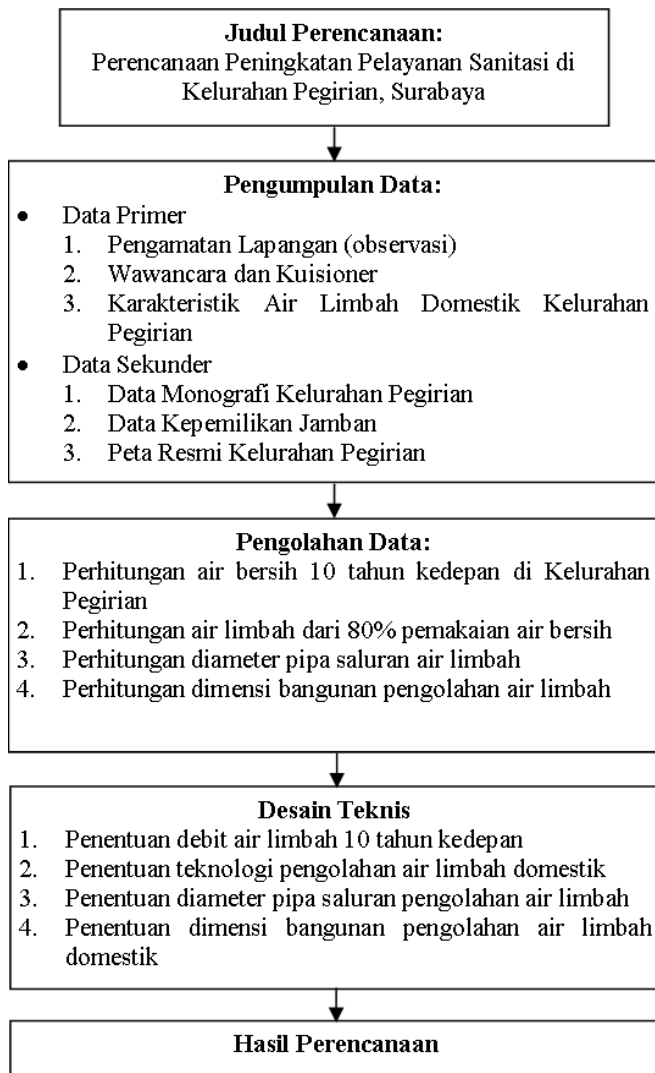 Judul Perencanaan:
Perencanaan Peningkatan Pelayanan Sanitasi di
Kelurahan Pegirian, Surabaya
Pengumpulan Data:
● Data Primer
1. Pengamatan Lapangan (observasi)
2. Wawancara dan Kuisioner
3. Karakteristik Air Limbah Domestik Kelurahan
Pegirian
● Data Sekunder
1. Data Monografi Kelurahan Pegirian
2. Data Kepemilikan Jamban
3. Peta Resmi Kelurahan Pegirian
Pengolahan Data:
1. Perhitungan air bersih 10 tahun kedepan di Kelurahan
Pegirian
2. Perhitungan air limbah dari 80% pemakaian air bersih
3. Perhitungan diameter pipa saluran air limbah
4. Perhitungan dimensi bangunan pengolahan air limbah
Desain Teknis
1. Penentuan debit air limbah 10 tahun kedepan
2. Penentuan teknologi pengolahan air limbah domestik
3. Penentuan diameter pipa saluran pengolahan air limbah
4. Penentuan dimensi bangunan pengolahan air limbah
domestik
Hasil Perencanaan